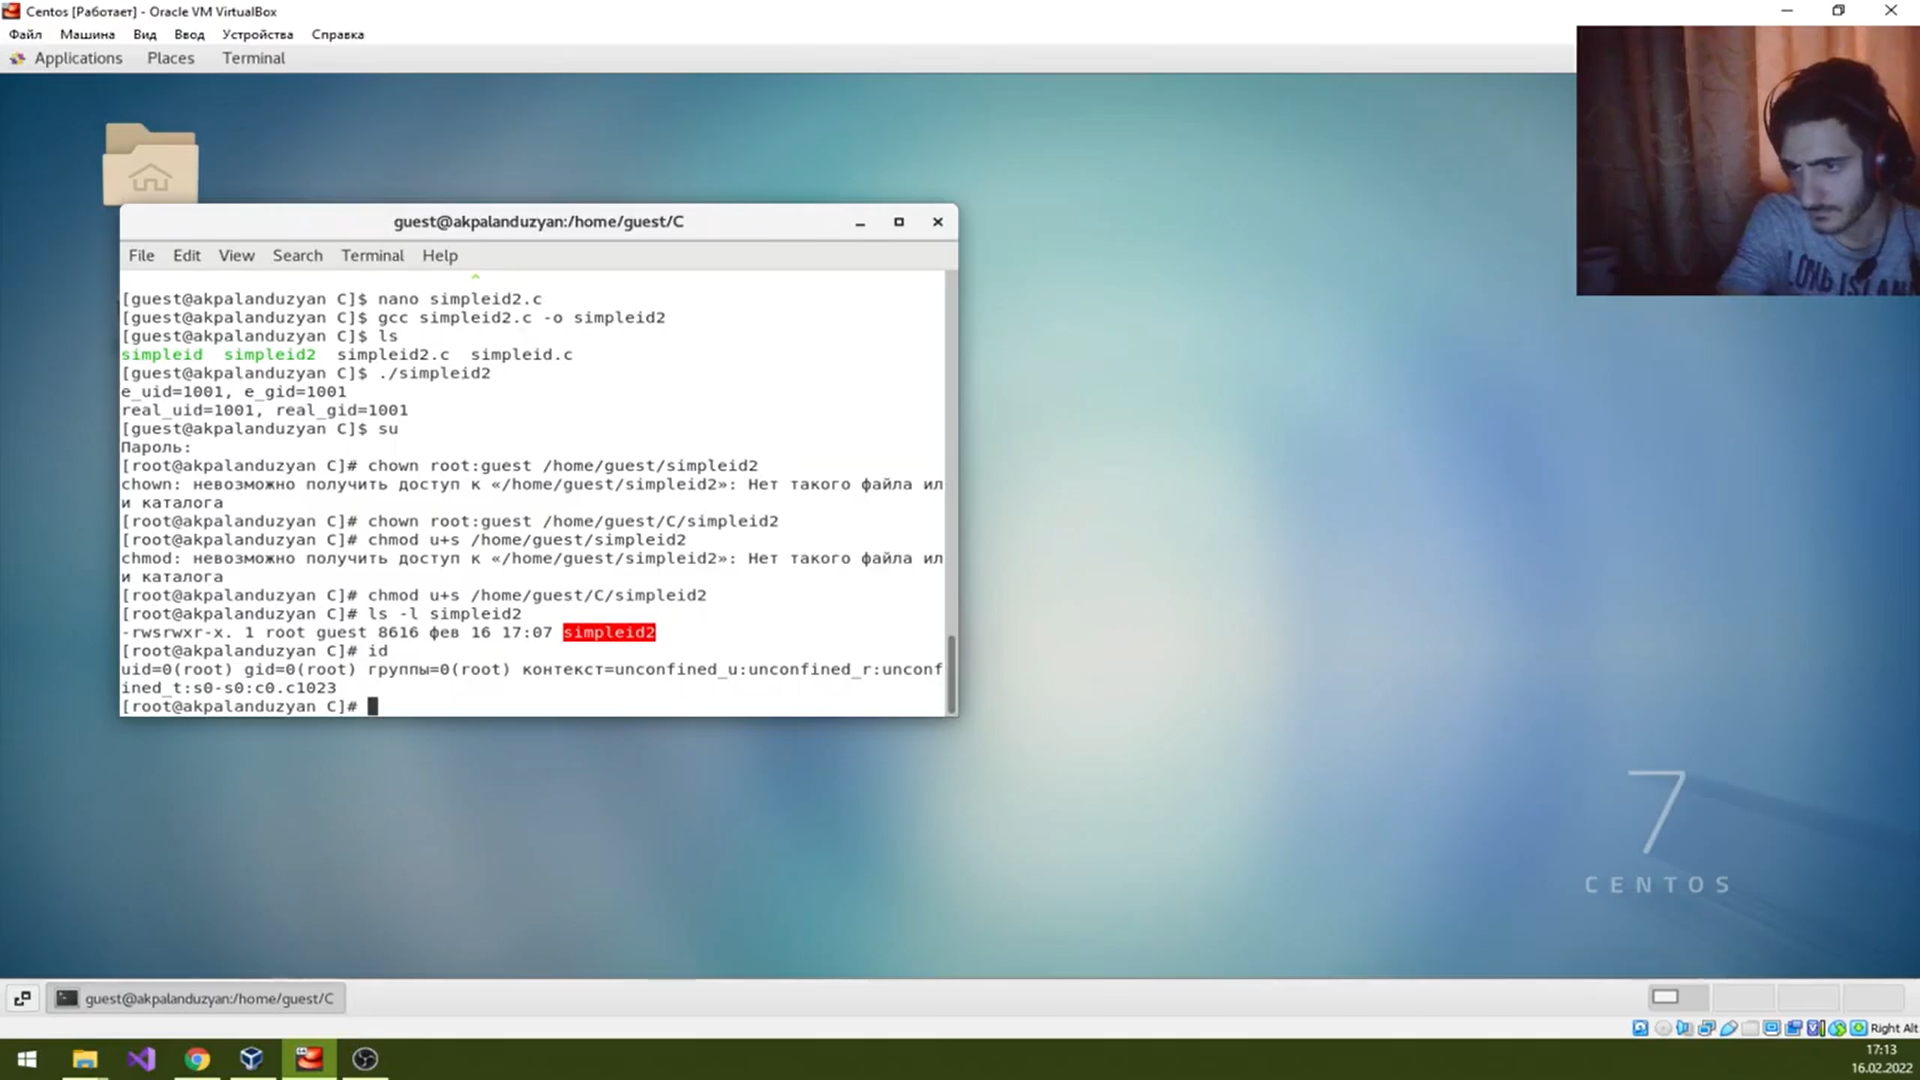 Centos [Работает] - Oracle VM VirtualBox
Файл Машина Вид Ввод Устройства Справка
Applications Places Terminal
guest@akpalanduzyan:/home/guest/C
File Edit View Search Terminal Help
^
[guest@akpalanduzyan C]$ nano simpleid2.c
[guest@akpalanduzyan C]$ gcc simpleid2.c -o simpleid2
[guest@akpalanduzyan C]$ ls
simpleid simpleid2 simpleid2.c simpleid.c
[guest@akpalanduzyan C]$ ./simpleid2
e_uid=1001, e_gid=1001
real_uid=1001, real_gid=1001
[guest@akpalanduzyan C]$ su
Пароль:
[root@akpalanduzyan C]# chown root:guest /home/guest/simpleid2
chown: невозможно получить доступ к «/home/guest/simpleid2»: Нет такого файла ил
и каталога
[root@akpalanduzyan C]# chown root:guest /home/guest/C/simpleid2
[root@akpalanduzyan C]# chmod u+s /home/guest/simpleid2
chmod: невозможно получить доступ к «/home/guest/simpleid2»: Нет такого файла ил
и каталога
[root@akpalanduzyan C]# chmod u+s /home/guest/C/simpleid2
[root@akpalanduzyan C]# ls -l simpleid2
-rwsrwxr-x. 1 root guest 8616 фев 16 17:07 simpleid2
[root@akpalanduzyan C]# id
uid=0(root) gid=0(root) группы=0(root) контекст=unconfined_u:unconfined_r:unconf
ined_t:s0-s0:c0.c1023
[root@akpalanduzyan C]#
LONG ISLAND
7
CENTOS
guest@akpalanduzyan:/home/guest/C
Right Alt
17:13
16.02.2022